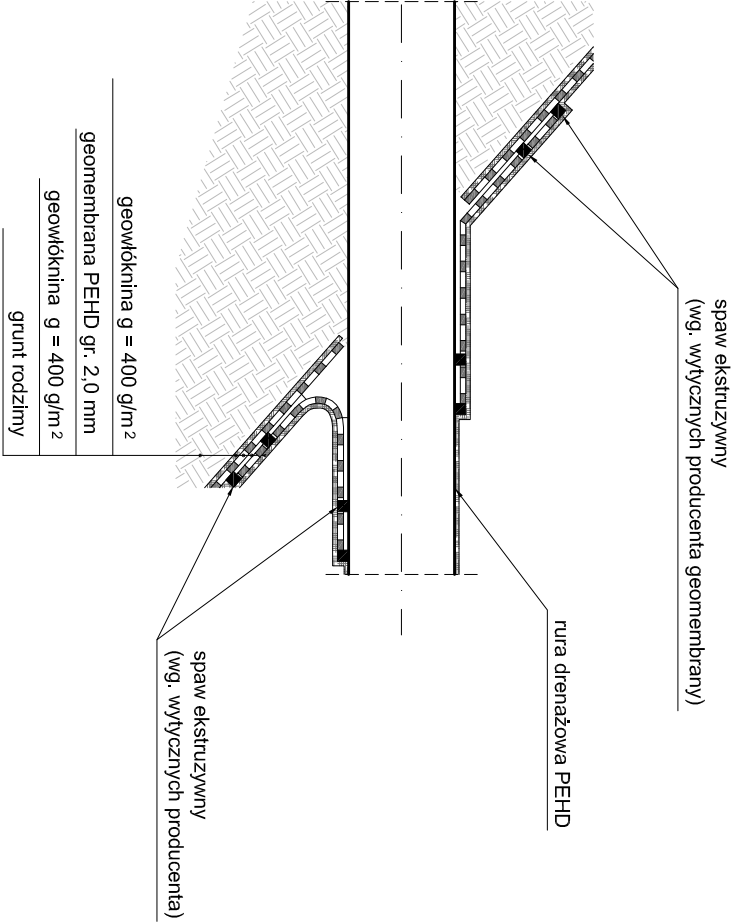 spaw ekstruzywny
(wg. wytycznych producenta geomembrany)
rura drenażowa PEHD
spaw ekstruzywny
(wg. wytycznych producenta)
geowłóknina g = 400 g/m²
geomembrana PEHD gr. 2,0 mm
geowłóknina g = 400 g/m²
grunt rodzimy